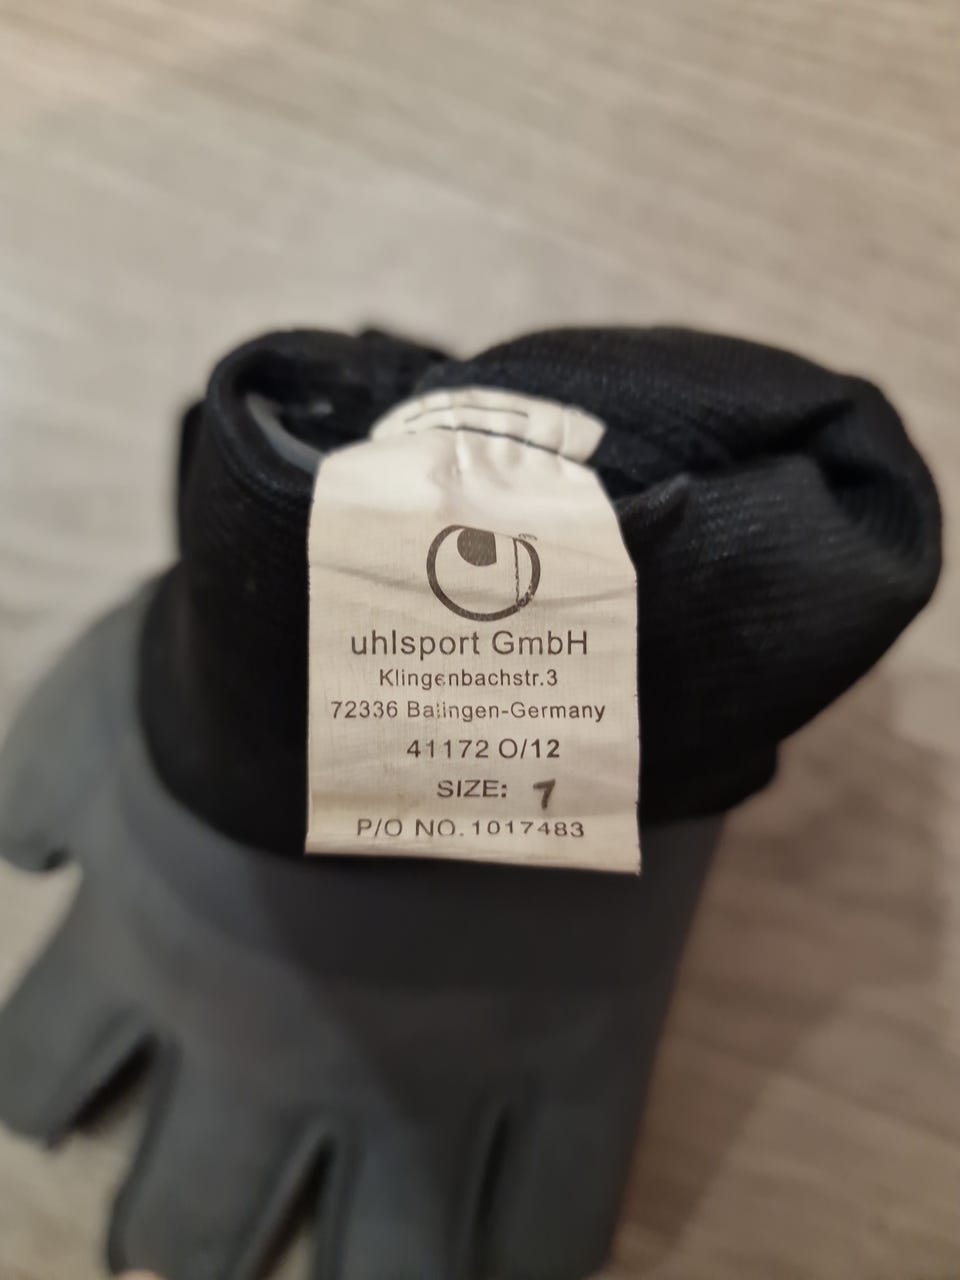 uhlsport GmbH
Klingenbachstr.3
72336 Balingen-Germany
41172 O/12
SIZE: 7
P/O NO.1017483